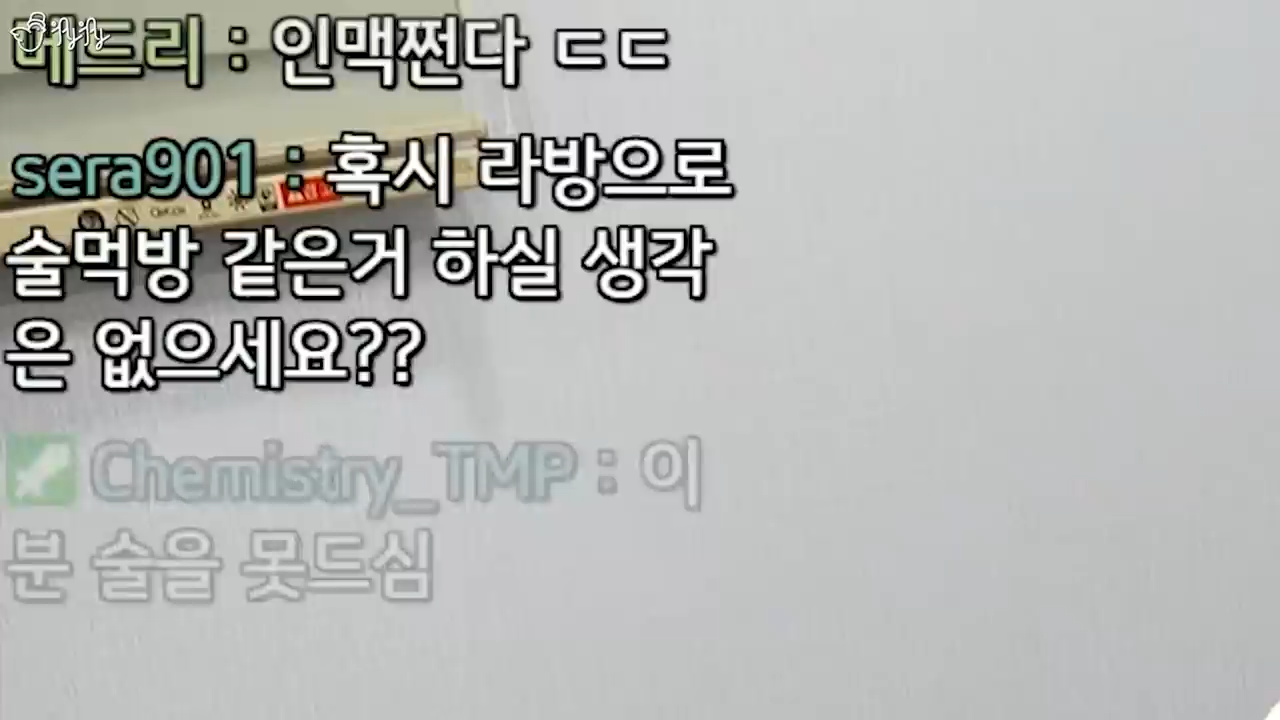 베드리 : 인맥쩐다 ㄷㄷ
sera901 : 혹시 라방으로
술먹방 같은거 하실 생각
은 없으세요??
Chemistry_TMP : 이
분 술을 못드심